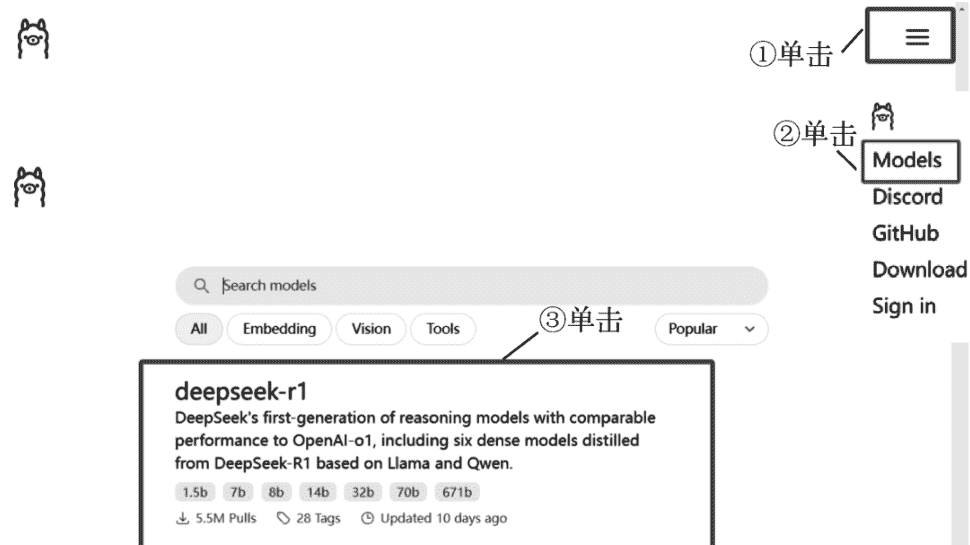 ①单击
②单击
Models
Discord
GitHub
Download
Sign in
Search models
All Embedding Vision Tools Popular
③单击
deepseek-r1
DeepSeek's first-generation of reasoning models with comparable
performance to OpenAI-o1, including six dense models distilled
from DeepSeek-R1 based on Llama and Qwen.
1.5b 7b 8b 14b 32b 70b 671b
5.5M Pulls 28 Tags Updated 10 days ago